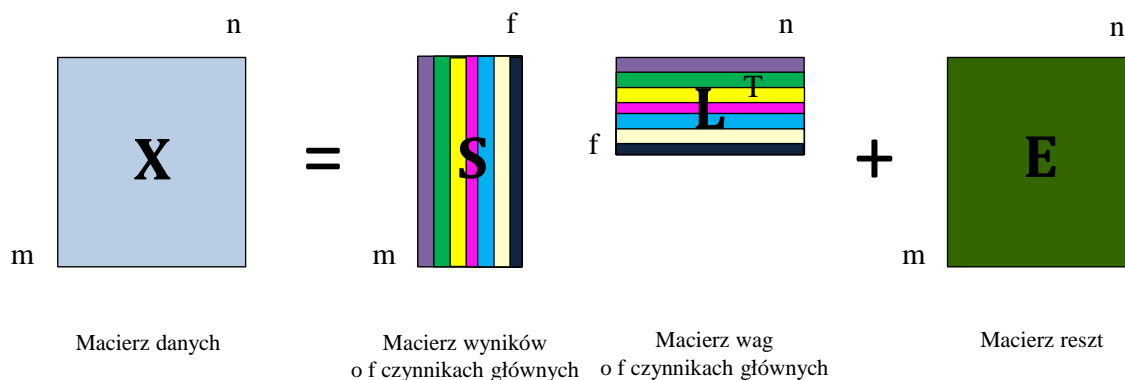 n
f
n
n
X
=
S
L T
+
E
f
m
m
m
Macierz danych
Macierz wyników
o f czynnikach głównych
Macierz wag
o f czynnikach głównych
Macierz reszt